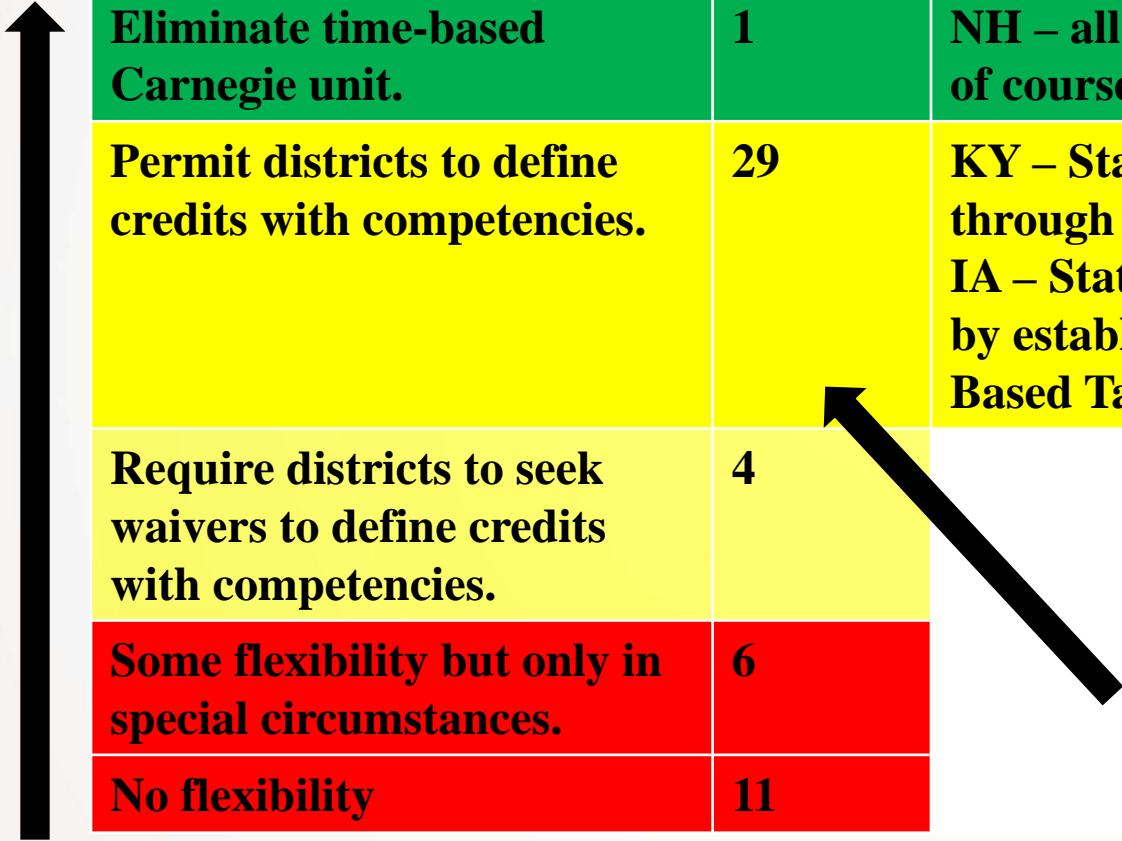 Eliminate time-based
Carnegie unit.
1
NH – all
of
Permit districts to define
credits with competencies.
29
KY –
through
IA –
by
Based
Require districts to seek
waivers to define credits
with competencies.
4
Some flexibility but only in
special circumstances.
6
No flexibility
11